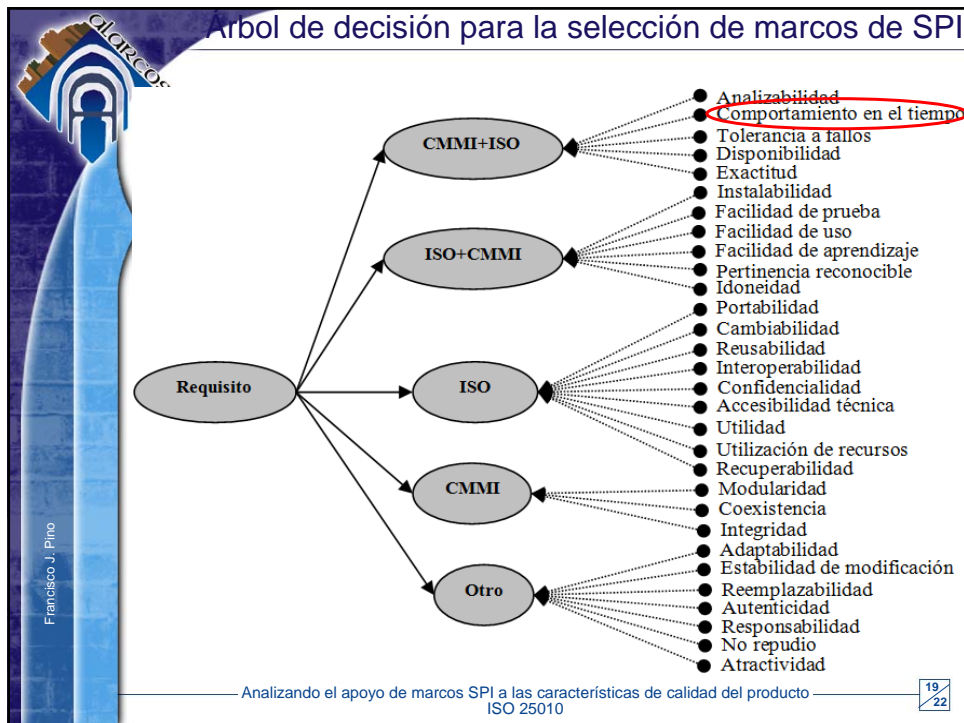 Árbol de decisión para la selección de marcos de SPI
alarcos
CMMI+ISO
ISO+CMMI
Requisito
ISO
CMMI
Otro
Analizabilidad
Comportamiento en el tiempo
Tolerancia a fallos
Disponibilidad
Exactitud
Instalabilidad
Facilidad de prueba
Facilidad de uso
Facilidad de aprendizaje
Pertinencia reconocible
Idoneidad
Portabilidad
Cambiabilidad
Reusabilidad
Interoperabilidad
Confidencialidad
Accesibilidad técnica
Utilidad
Utilización de recursos
Recuperabilidad
Modularidad
Coexistencia
Integridad
Adaptabilidad
Estabilidad de modificación
Reemplazabilidad
Autenticidad
Responsabilidad
No repudio
Atractividad
Francisco J. Pino
Analizando el apoyo de marcos SPI a las características de calidad del producto
ISO 25010
19/22